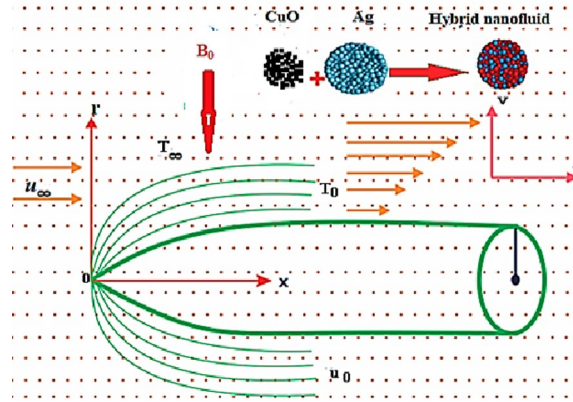 CuO Ag Hybrid nanofluid
B₀
+
r
v
T∞
u∞
T₀
0
x
u₀